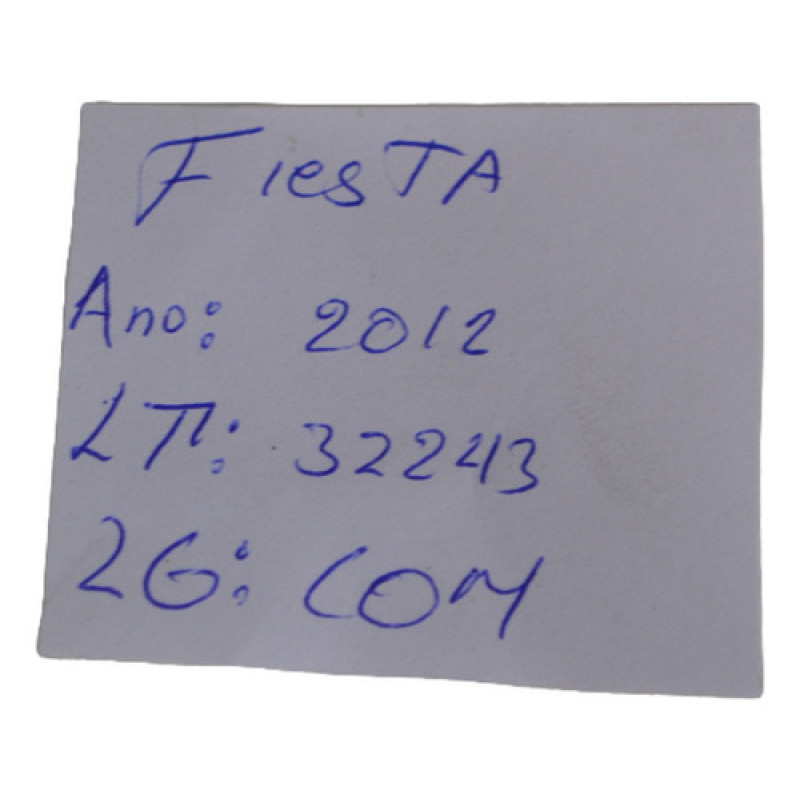 FiesTA
Ano: 2012
LT: 32243
2G: COM